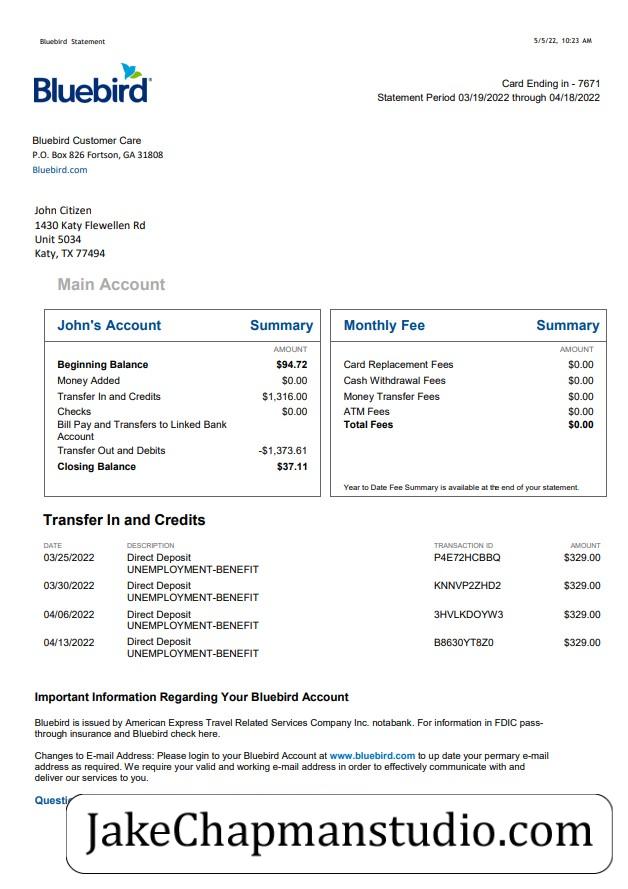 Bluebird Statement 5/5/22, 10:23 AM
Bluebird
Card Ending in - 7671
Statement Period 03/19/2022 through 04/18/2022
Bluebird Customer Care
P.O. Box 826 Fortson, GA 31808
Bluebird.com
John Citizen
1430 Katy Flewellen Rd
Unit 5034
Katy, TX 77494
Main Account
John's Account Summary
AMOUNT
Beginning Balance $94.72
Money Added $0.00
Transfer In and Credits $1,316.00
Checks $0.00
Bill Pay and Transfers to Linked Bank
Account
Transfer Out and Debits -$1,373.61
Closing Balance $37.11
Monthly Fee Summary
AMOUNT
Card Replacement Fees $0.00
Cash Withdrawal Fees $0.00
Money Transfer Fees $0.00
ATM Fees $0.00
Total Fees $0.00
Year to Date Fee Summary is available at the end of your statement.
Transfer In and Credits
DATE DESCRIPTION TRANSACTION ID AMOUNT
03/25/2022 Direct Deposit P4E72HCBBQ $329.00
UNEMPLOYMENT-BENEFIT
03/30/2022 Direct Deposit KNNVP2ZHD2 $329.00
UNEMPLOYMENT-BENEFIT
04/06/2022 Direct Deposit 3HVLKDOYW3 $329.00
UNEMPLOYMENT-BENEFIT
04/13/2022 Direct Deposit B8630YT8Z0 $329.00
UNEMPLOYMENT-BENEFIT
Important Information Regarding Your Bluebird Account
Bluebird is issued by American Express Travel Related Services Company Inc. notabank. For information in FDIC pass-
through insurance and Bluebird check here.
Changes to E-mail Address: Please login to your Bluebird Account at www.bluebird.com to up date your permary e-mail
address as required. We require your valid and working e-mail address in order to effectively communicate with and
deliver our services to you.
JakeChapmanstudio.com